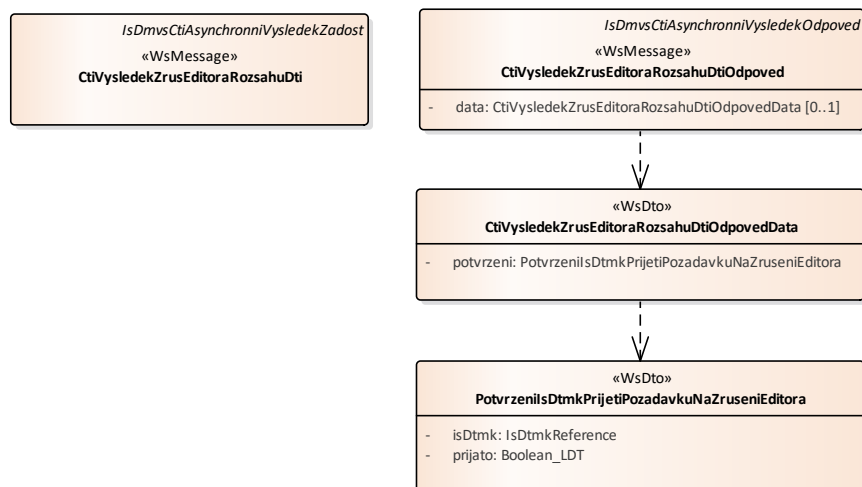 IsDmvsCtiAsynchronniVysledekZadost
«WsMessage»
CtiVysledekZrusEditoraRozsahuDti
IsDmvsCtiAsynchronniVysledekOdpoved
«WsMessage»
CtiVysledekZrusEditoraRozsahuDtiOdpoved
- data: CtiVysledekZrusEditoraRozsahuDtiOdpovedData [0..1]
«WsDto»
CtiVysledekZrusEditoraRozsahuDtiOdpovedData
- potvrzeni: PotvrzeniIsDtmkPrijetiPozadavkuNaZruseniEditora
«WsDto»
PotvrzeniIsDtmkPrijetiPozadavkuNaZruseniEditora
- isDtmk: IsDtmkReference
- prijato: Boolean_LDT